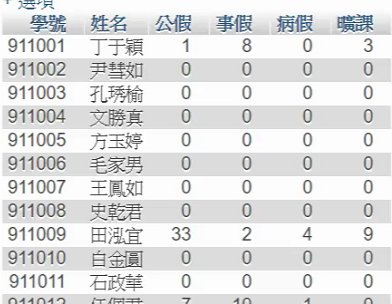 + 選項
學號 姓名 公假 事假 病假 曠課
911001 丁于穎 1 8 0 3
911002 尹彗如 0 0 0 0
911003 孔琇榆 0 0 0 0
911004 文勝真 0 0 0 0
911005 方玉婷 0 0 0 0
911006 毛家男 0 0 0 0
911007 王鳳如 0 0 0 0
911008 史乾君 0 0 0 0
911009 田泓宜 33 2 4 9
911010 白金圓 0 0 0 0
911011 石政華 0 0 0 0
911012 任佩君 7 10 1 0